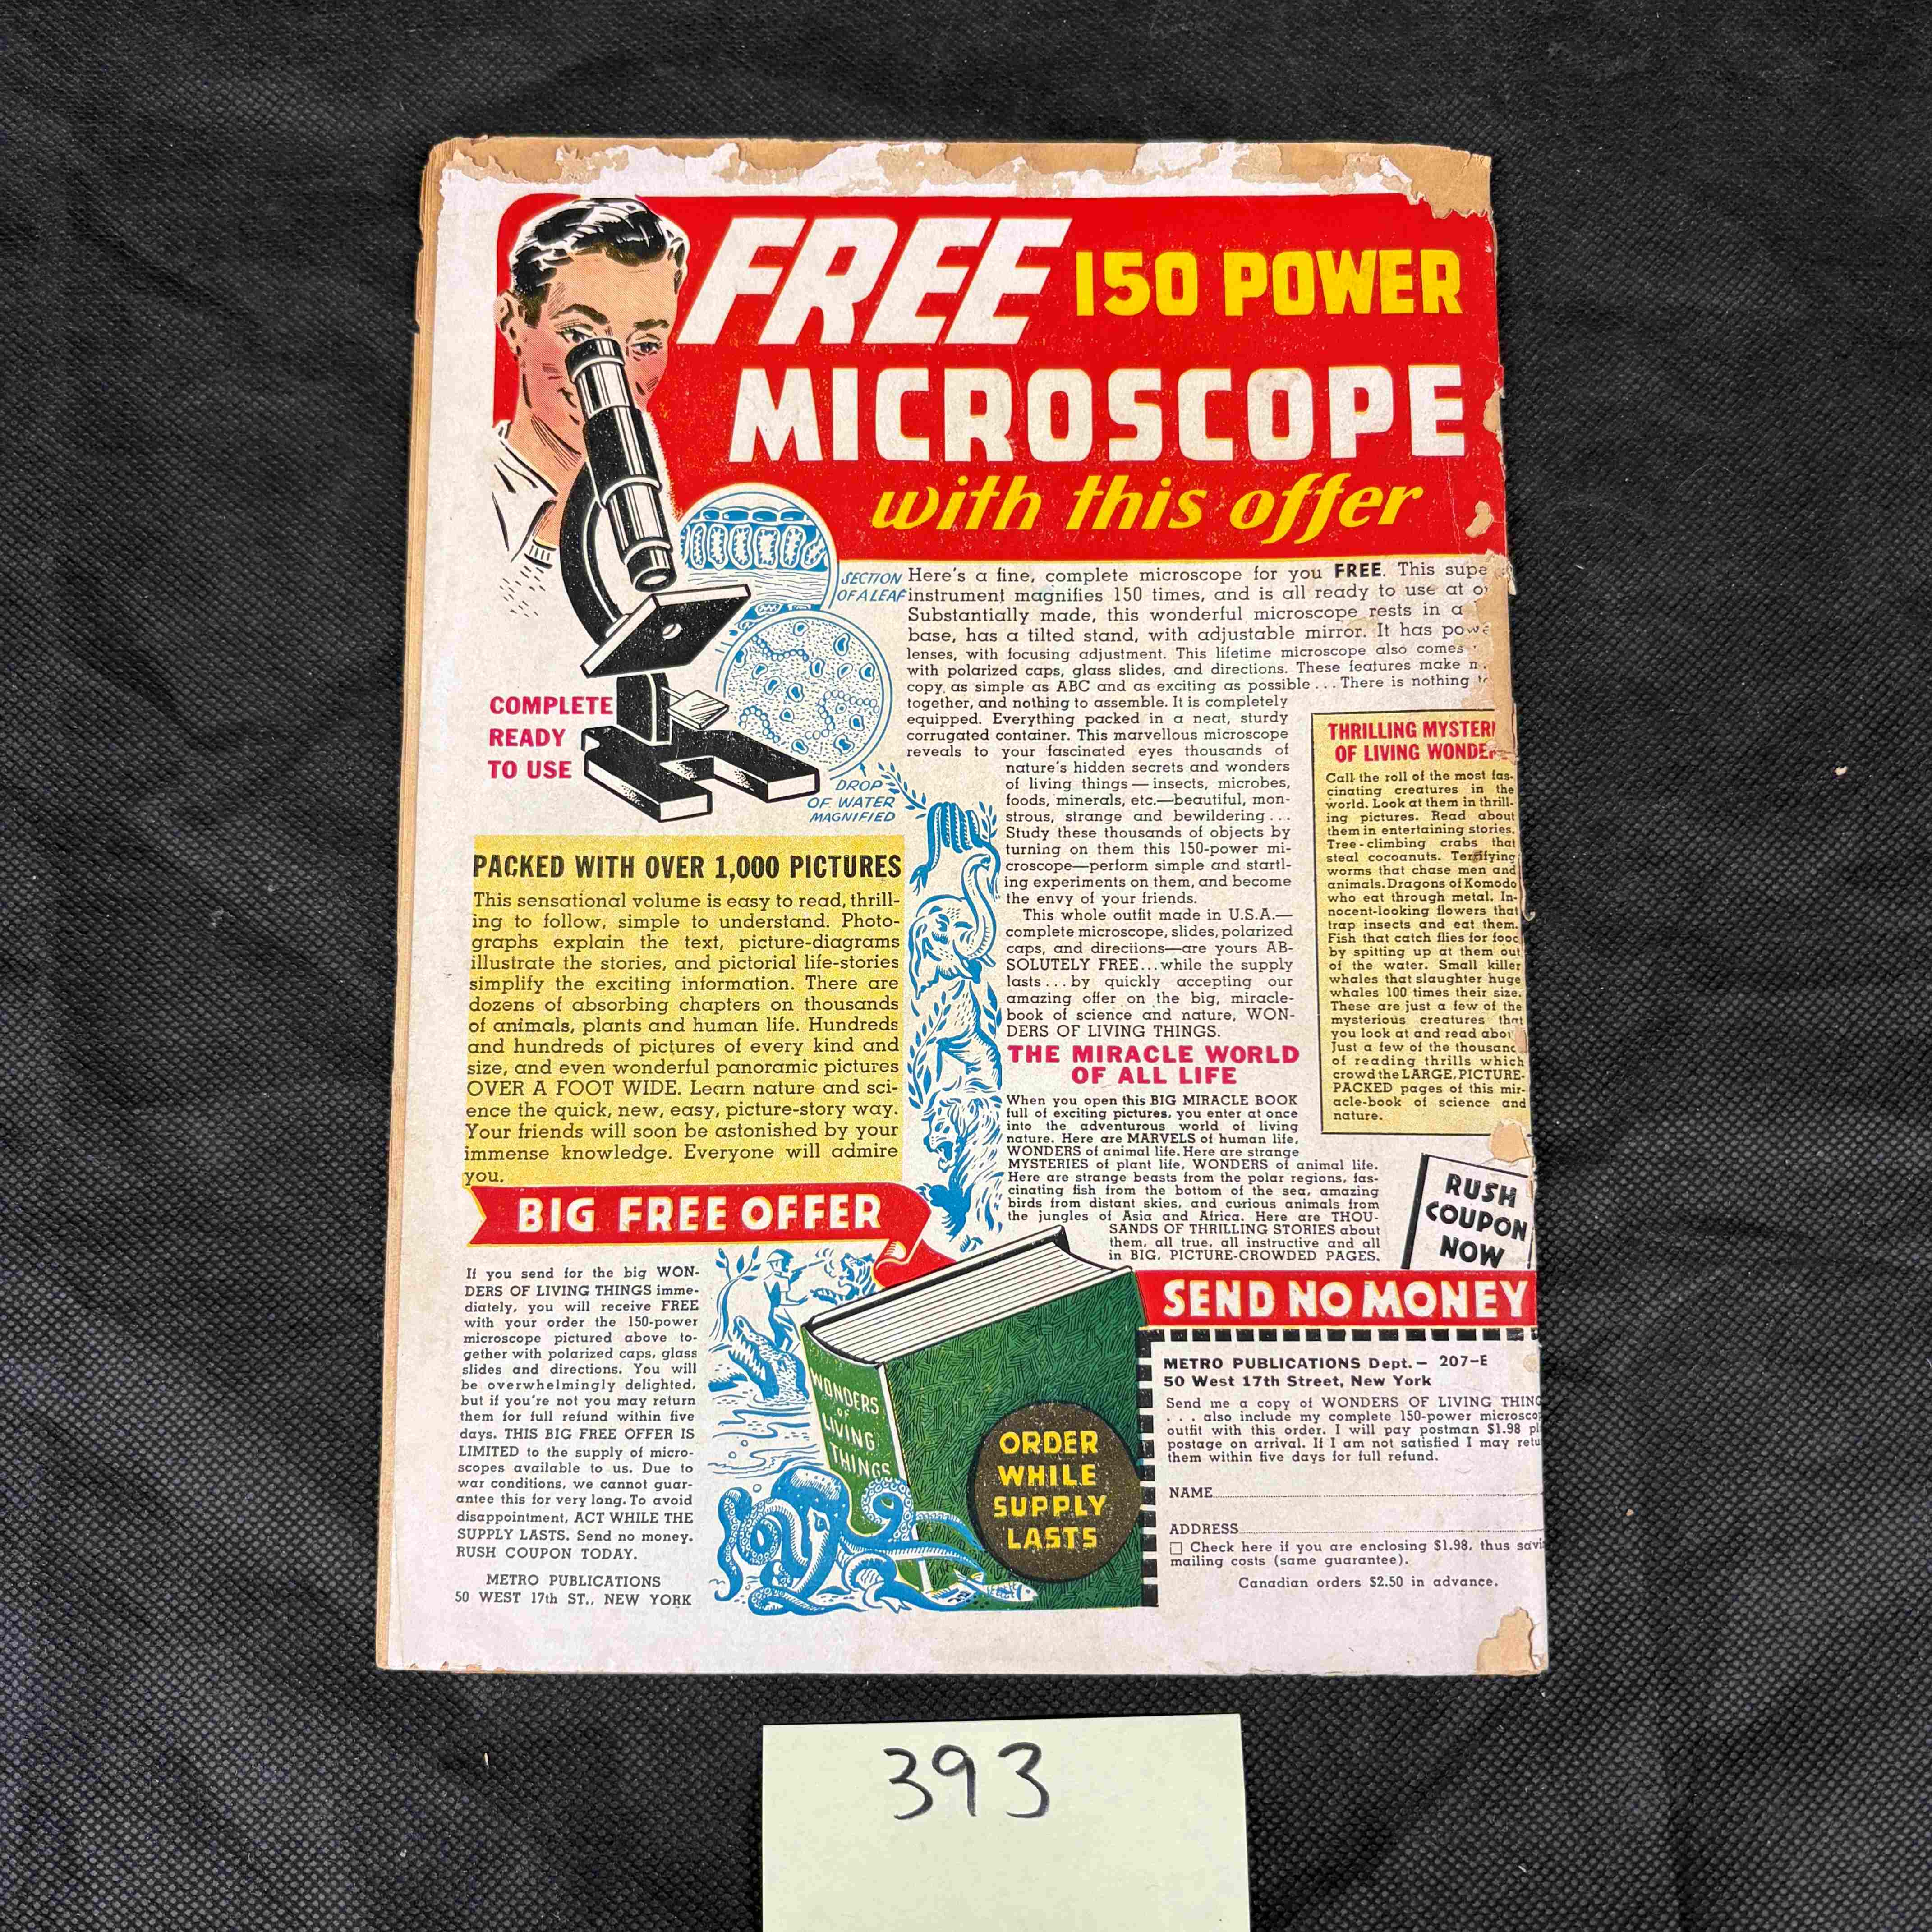 FREE 150 POWER
MICROSCOPE
with this offer
SECTION
OF A LEAF
DROP
OF WATER
MAGNIFIED
COMPLETE
READY
TO USE
Here's a fine, complete microscope for you FREE. This supe
instrument magnifies 150 times, and is all ready to use at
Substantially made, this wonderful microscope rests in a
base, has a tilted stand, with adjustable mirror. It has powe
lenses, with focusing adjustment. This lifetime microscope also comes
with polarized caps, glass slides, and directions. These features make
copy as simple as ABC and as exciting as possible... There is nothing
together, and nothing to assemble. It is completely
equipped. Everything packed in a neat, sturdy
corrugated container. This marvellous microscope
reveals to your fascinated eyes thousands of
nature's hidden secrets and wonders
of living things—insects, microbes,
foods, minerals, etc.—beautiful, mon-
strous, strange and bewildering...
Study these thousands of objects by
turning on them this 150-power mi-
croscope—perform simple and startl-
ing experiments on them, and become
the envy of your friends.
This whole outfit made in U.S.A.—
complete microscope, slides, polarized
caps, and directions—are yours AB-
SOLUTELY FREE...while the supply
lasts...by quickly accepting our
amazing offer on the big, miracle-
book of science and nature, WON-
DERS OF LIVING THINGS.
THRILLING MYSTERI
OF LIVING WONDE
Call the roll of the most fas-
cinating creatures in the
world. Look at them in thrill-
ing pictures. Read about
them in entertaining stories.
Tree-climbing crabs that
steal cocoanuts. Terrifying
worms that chase men and
animals. Dragons of Komodo
who eat through metal. In-
nocent-looking flowers that
trap insects and eat them.
Fish that catch flies for food
by spitting up at them out
of the water. Small killer
whales that slaughter huge
whales 100 times their size.
These are just a few of the
mysterious creatures that
you look at and read abou
Just a few of the thousand
of reading thrills which
crowd the LARGE, PICTURE-
PACKED pages of this mir-
acle-book of science and
nature.
PACKED WITH OVER 1,000 PICTURES
This sensational volume is easy to read, thrill-
ing to follow, simple to understand. Photo-
graphs explain the text, picture-diagrams
illustrate the stories, and pictorial life-stories
simplify the exciting information. There are
dozens of absorbing chapters on thousands
of animals, plants and human life. Hundreds
and hundreds of pictures of every kind and
size, and even wonderful panoramic pictures
OVER A FOOT WIDE. Learn nature and sci-
ence the quick, new, easy, picture-story way.
Your friends will soon be astonished by your
immense knowledge. Everyone will admire
you.
THE MIRACLE WORLD
OF ALL LIFE
When you open this BIG MIRACLE BOOK
full of exciting pictures, you enter at once
into the adventurous world of living
nature. Here are MARVELS of human life,
WONDERS of animal life. Here are strange
MYSTERIES of plant life, WONDERS of animal life.
Here are strange beasts from the polar regions, fas-
cinating fish from the bottom of the sea, amazing
birds from distant skies, and curious animals from
the jungles of Asia and Africa. Here are THOU-
SANDS OF THRILLING STORIES about
them, all true, all instructive and all
in BIG, PICTURE-CROWDED PAGES.
RUSH
COUPON
NOW
BIG FREE OFFER
If you send for the big WON-
DERS OF LIVING THINGS imme-
diately, you will receive FREE
with your order the 150-power
microscope pictured above to-
gether with polarized caps, glass
slides and directions. You will
be overwhelmingly delighted,
but if you're not you may return
them for full refund within five
days. THIS BIG FREE OFFER IS
LIMITED to the supply of micro-
scopes available to us. Due to
war conditions, we cannot guar-
antee this for very long. To avoid
disappointment, ACT WHILE THE
SUPPLY LASTS. Send no money.
RUSH COUPON TODAY.
METRO PUBLICATIONS
50 WEST 17th ST., NEW YORK
WONDERS
OF
LIVING
THINGS
ORDER
WHILE
SUPPLY
LASTS
SEND NO MONEY
METRO PUBLICATIONS Dept. — 207-E
50 West 17th Street, New York
Send me a copy of WONDERS OF LIVING THING
. . . also include my complete 150-power microsco
outfit with this order. I will pay postman $1.98 pl
postage on arrival. If I am not satisfied I may retu
them within five days for full refund.
NAME
ADDRESS
Check here if you are enclosing $1.98, thus savi
mailing costs (same guarantee).
Canadian orders $2.50 in advance.
393